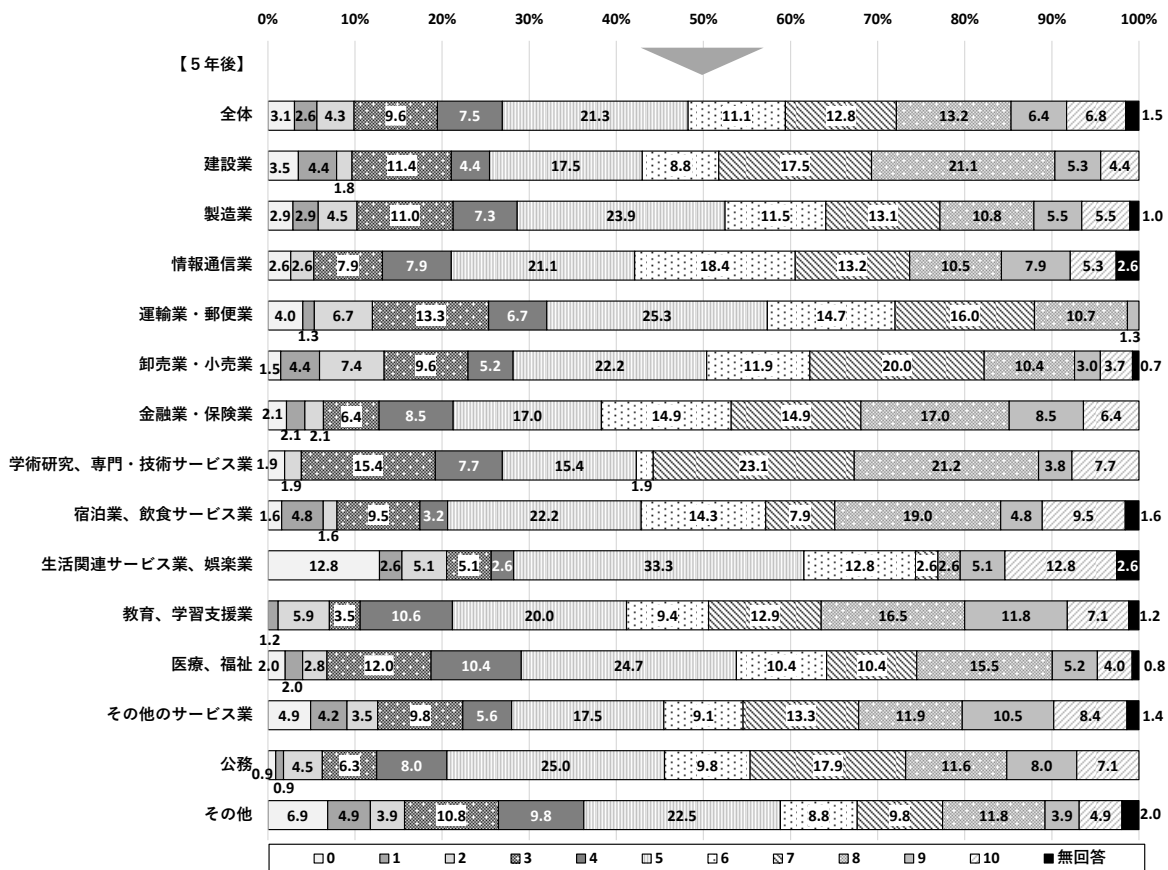 0% 10% 20% 30% 40% 50% 60% 70% 80% 90% 100%
【５年後】
全体 3.1 2.6 4.3 9.6 7.5 21.3 11.1 12.8 13.2 6.4 6.8 1.5
建設業 3.5 4.4 1.8 11.4 4.4 17.5 8.8 17.5 21.1 5.3 4.4
製造業 2.9 2.9 4.5 11.0 7.3 23.9 11.5 13.1 10.8 5.5 5.5 1.0
情報通信業 2.6 2.6 7.9 7.9 21.1 18.4 13.2 10.5 7.9 5.3 2.6
運輸業・郵便業 4.0 1.3 6.7 13.3 6.7 25.3 14.7 16.0 10.7 1.3
卸売業・小売業 1.5 4.4 7.4 9.6 5.2 22.2 11.9 20.0 10.4 3.0 3.7 0.7
金融業・保険業 2.1 2.1 2.1 6.4 8.5 17.0 14.9 14.9 17.0 8.5 6.4
学術研究、専門・技術サービス業 1.9 1.9 15.4 7.7 15.4 1.9 23.1 21.2 3.8 7.7
宿泊業、飲食サービス業 1.6 4.8 1.6 9.5 3.2 22.2 14.3 7.9 19.0 4.8 9.5 1.6
生活関連サービス業、娯楽業 12.8 2.6 5.1 5.1 2.6 33.3 12.8 2.6 2.6 5.1 12.8 2.6
教育、学習支援業 1.2 5.9 3.5 10.6 20.0 9.4 12.9 16.5 11.8 7.1 1.2
医療、福祉 2.0 2.0 2.8 12.0 10.4 24.7 10.4 10.4 15.5 5.2 4.0 0.8
その他のサービス業 4.9 4.2 3.5 9.8 5.6 17.5 9.1 13.3 11.9 10.5 8.4 1.4
公務 0.9 0.9 4.5 6.3 8.0 25.0 9.8 17.9 11.6 8.0 7.1
その他 6.9 4.9 3.9 10.8 9.8 22.5 8.8 9.8 11.8 3.9 4.9 2.0
0 1 2 3 4 5 6 7 8 9 10 無回答